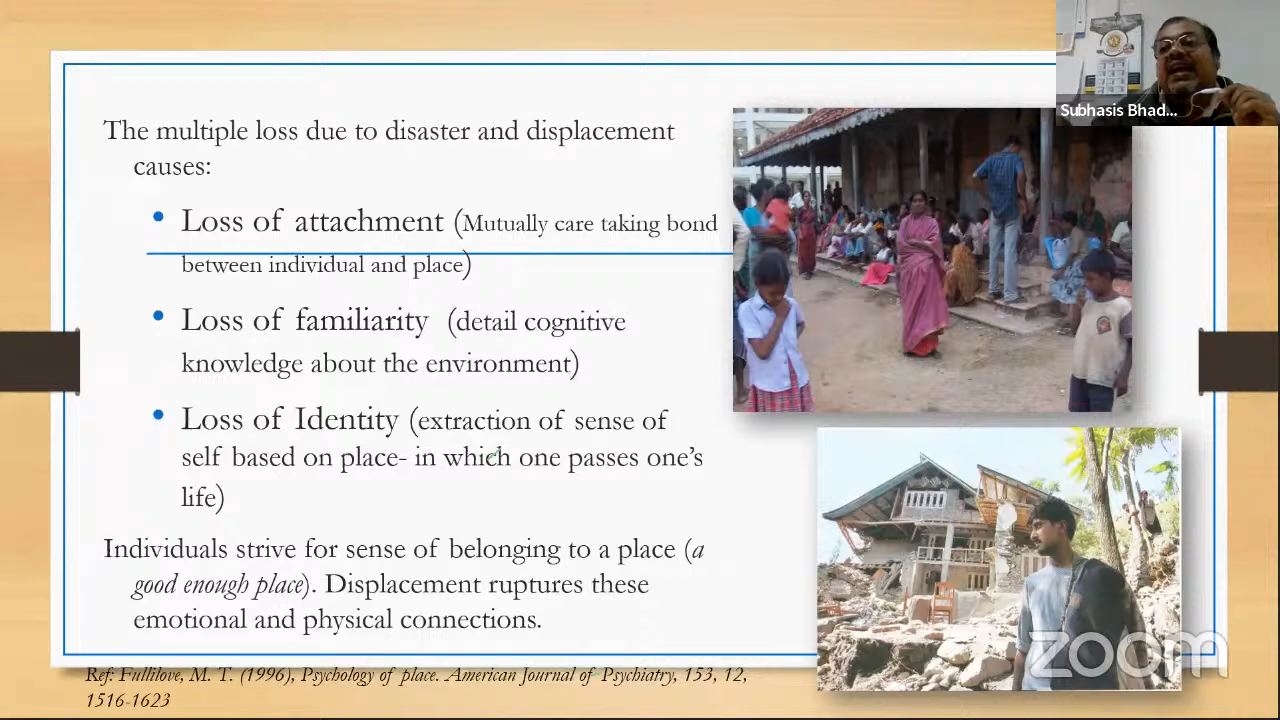 Subhasis Bhad...
The multiple loss due to disaster and displacement
causes:
• Loss of attachment (Mutually care taking bond
between individual and place)
• Loss of familiarity (detail cognitive
knowledge about the environment)
• Loss of Identity (extraction of sense of
self based on place- in which one passes one’s
life)
Individuals strive for sense of belonging to a place (a
good enough place). Displacement ruptures these
emotional and physical connections.
zoom
Ref: Fullilove, M. T. (1996), Psychology of place. American Journal of Psychiatry, 153, 12,
1516-1623